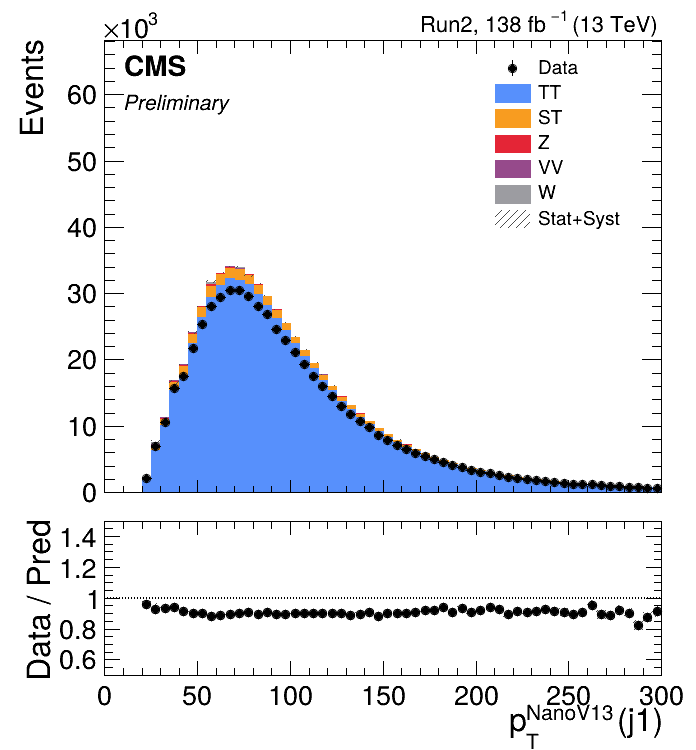 ×10³
Run2, 138 fb⁻¹ (13 TeV)
Events
CMS
Preliminary
Data
TT
ST
Z
VV
W
Stat+Syst
60
50
40
30
20
10
0
Data / Pred
1.4
1.2
1
0.8
0.6
0 50 100 150 200 250 300
p_T^NanoV13(j1)